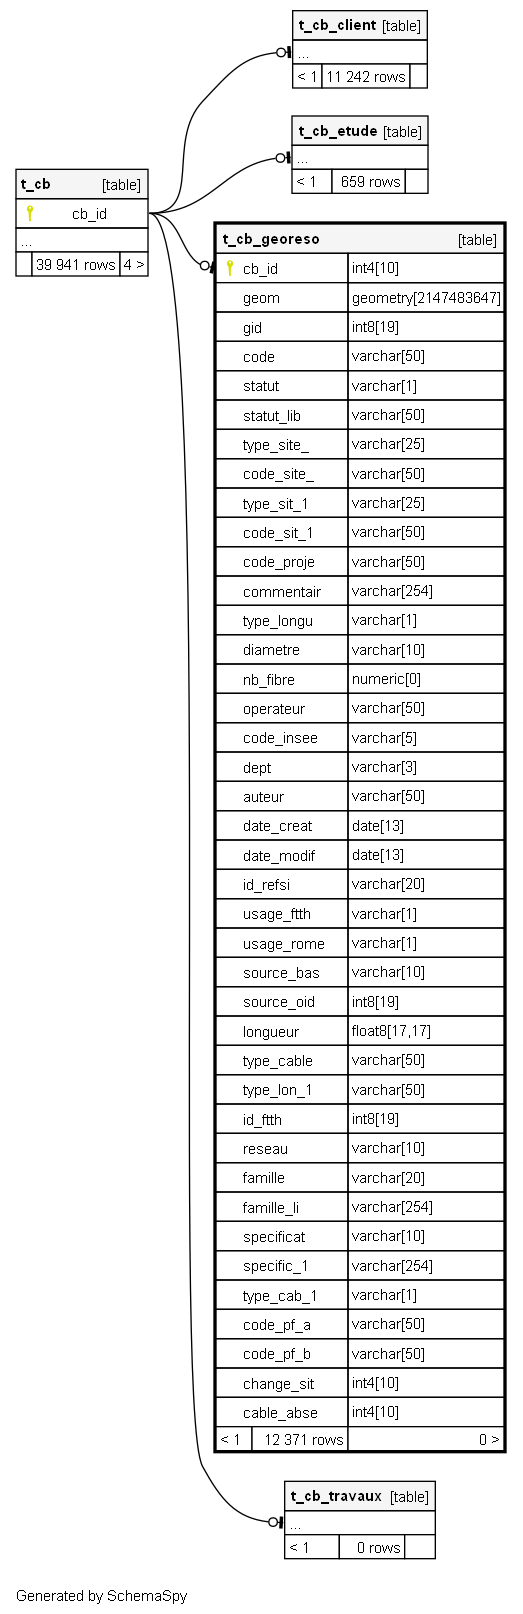 t_cb_client [table]
...
< 1 11 242 rows
t_cb_etude [table]
...
< 1 659 rows
t_cb [table]
cb_id
...
39 941 rows 4 >
t_cb_georeso [table]
cb_id int4[10]
geom geometry[2147483647]
gid int8[19]
code varchar[50]
statut varchar[1]
statut_lib varchar[50]
type_site_ varchar[25]
code_site_ varchar[50]
type_sit_1 varchar[25]
code_sit_1 varchar[50]
code_proje varchar[50]
commentair varchar[254]
type_longu varchar[1]
diametre varchar[10]
nb_fibre numeric[0]
operateur varchar[50]
code_insee varchar[5]
dept varchar[3]
auteur varchar[50]
date_creat date[13]
date_modif date[13]
id_refsi varchar[20]
usage_ftth varchar[1]
usage_rome varchar[1]
source_bas varchar[10]
source_oid int8[19]
longueur float8[17,17]
type_cable varchar[50]
type_lon_1 varchar[50]
id_ftth int8[19]
reseau varchar[10]
famille varchar[20]
famille_li varchar[254]
specificat varchar[10]
specific_1 varchar[254]
type_cab_1 varchar[1]
code_pf_a varchar[50]
code_pf_b varchar[50]
change_sit int4[10]
cable_abse int4[10]
< 1 12 371 rows 0 >
t_cb_travaux [table]
...
< 1 0 rows
Generated by SchemaSpy